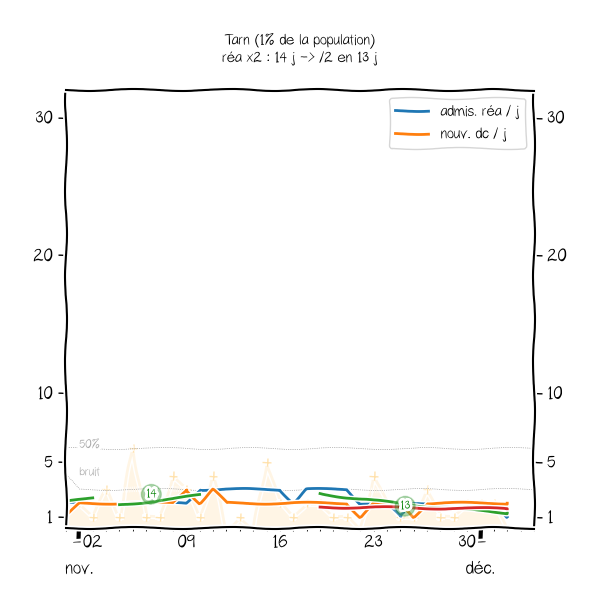 Tarn (1% de la population)
réa x2 : 14 j -> /2 en 13 j
admis. réa / j
nouv. dc / j
30 30
20 20
10 10
50%
5 5
bruit
14
13
1 1
02 09 16 23 30
nov. déc.